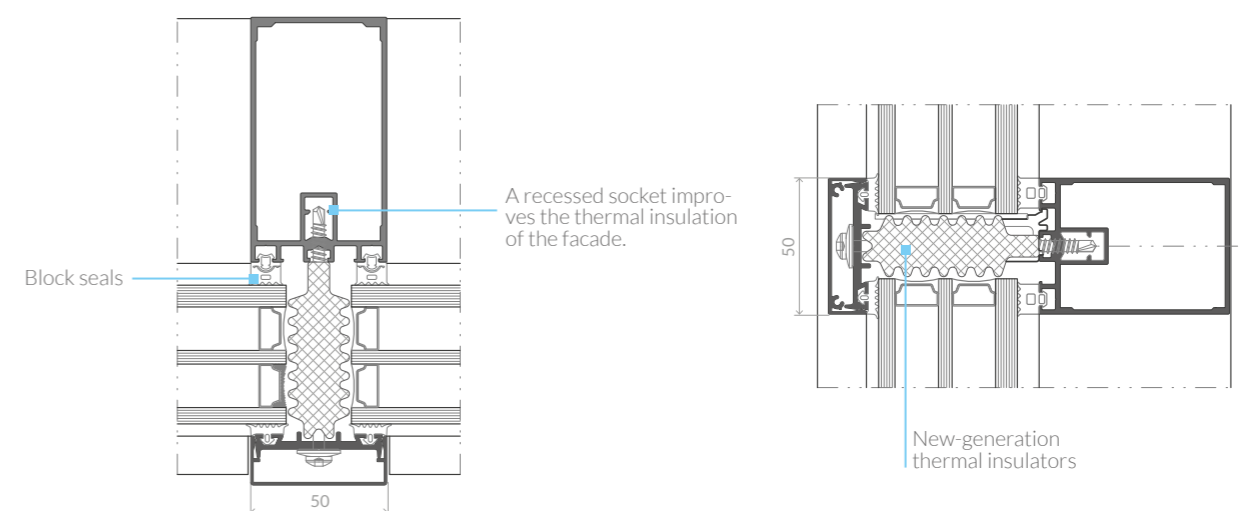 A recessed socket impro-
ves the thermal insulation
of the facade.
Block seals
50
50
New-generation
thermal insulators